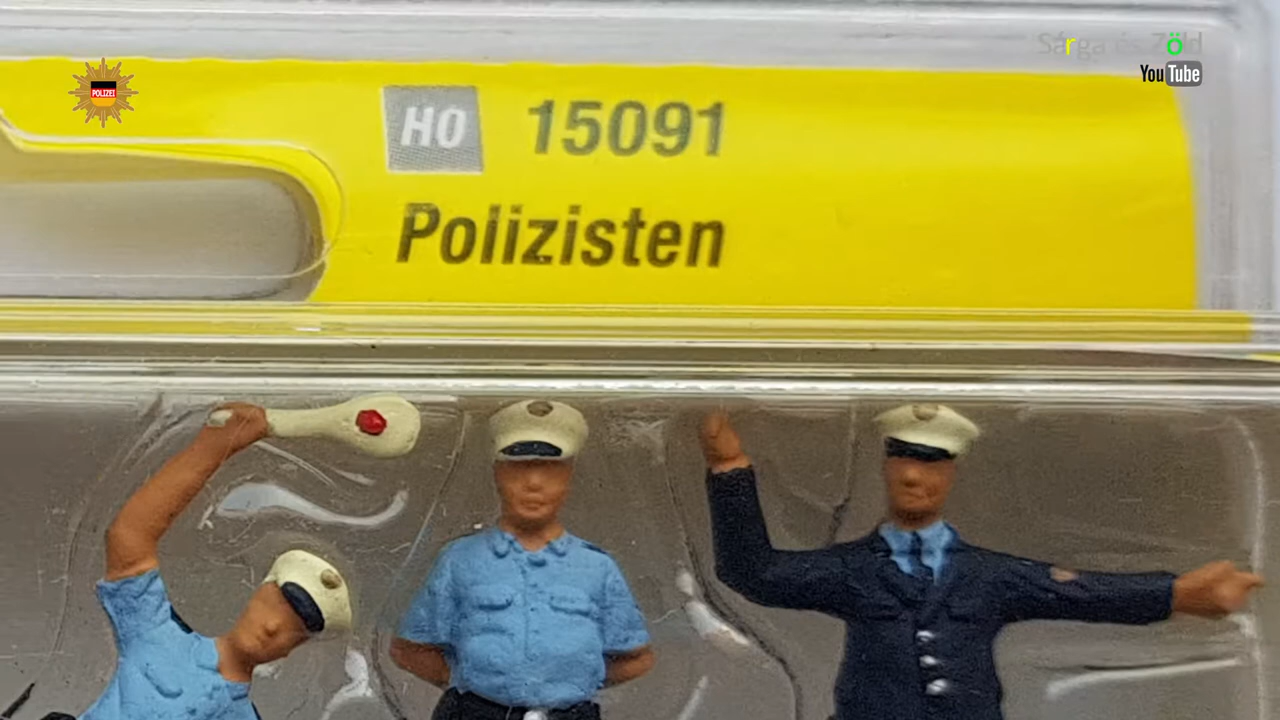 Sárga és Zöld
YouTube
POLIZEI
HO 15091
Polizisten